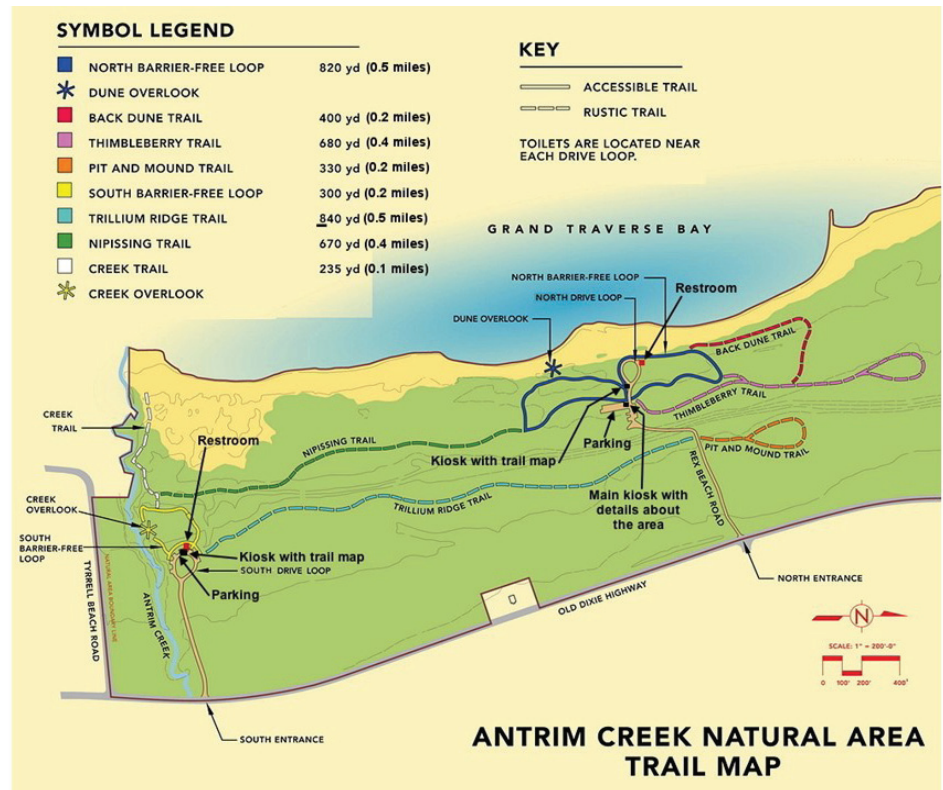 SYMBOL LEGEND
NORTH BARRIER-FREE LOOP 820 yd (0.5 miles)
DUNE OVERLOOK
BACK DUNE TRAIL 400 yd (0.2 miles)
THIMBLEBERRY TRAIL 680 yd (0.4 miles)
PIT AND MOUND TRAIL 330 yd (0.2 miles)
SOUTH BARRIER-FREE LOOP 300 yd (0.2 miles)
TRILLIUM RIDGE TRAIL 840 yd (0.5 miles)
NIPISSING TRAIL 670 yd (0.4 miles)
CREEK TRAIL 235 yd (0.1 miles)
CREEK OVERLOOK
KEY
ACCESSIBLE TRAIL
RUSTIC TRAIL
TOILETS ARE LOCATED NEAR
EACH DRIVE LOOP.
GRAND TRAVERSE BAY
NORTH BARRIER-FREE LOOP
Restroom
NORTH DRIVE LOOP
DUNE OVERLOOK
BACK DUNE TRAIL
THIMBLEBERRY TRAIL
CREEK
TRAIL
Restroom
NIPISSING TRAIL
Parking
Kiosk with trail map
PIT AND MOUND TRAIL
REX BEACH ROAD
Main kiosk with
details about
the area
TRILLIUM RIDGE TRAIL
CREEK
OVERLOOK
SOUTH
BARRIER-FREE
LOOP
Kiosk with trail map
SOUTH DRIVE LOOP
Parking
TYRRELL BEACH ROAD
NATURAL AREA BOUNDARY LINE
ANTRIM CREEK
OLD DIXIE HIGHWAY
NORTH ENTRANCE
SOUTH ENTRANCE
N
SCALE: 1" = 200'-0"
0 100' 200' 400'
ANTRIM CREEK NATURAL AREA
TRAIL MAP